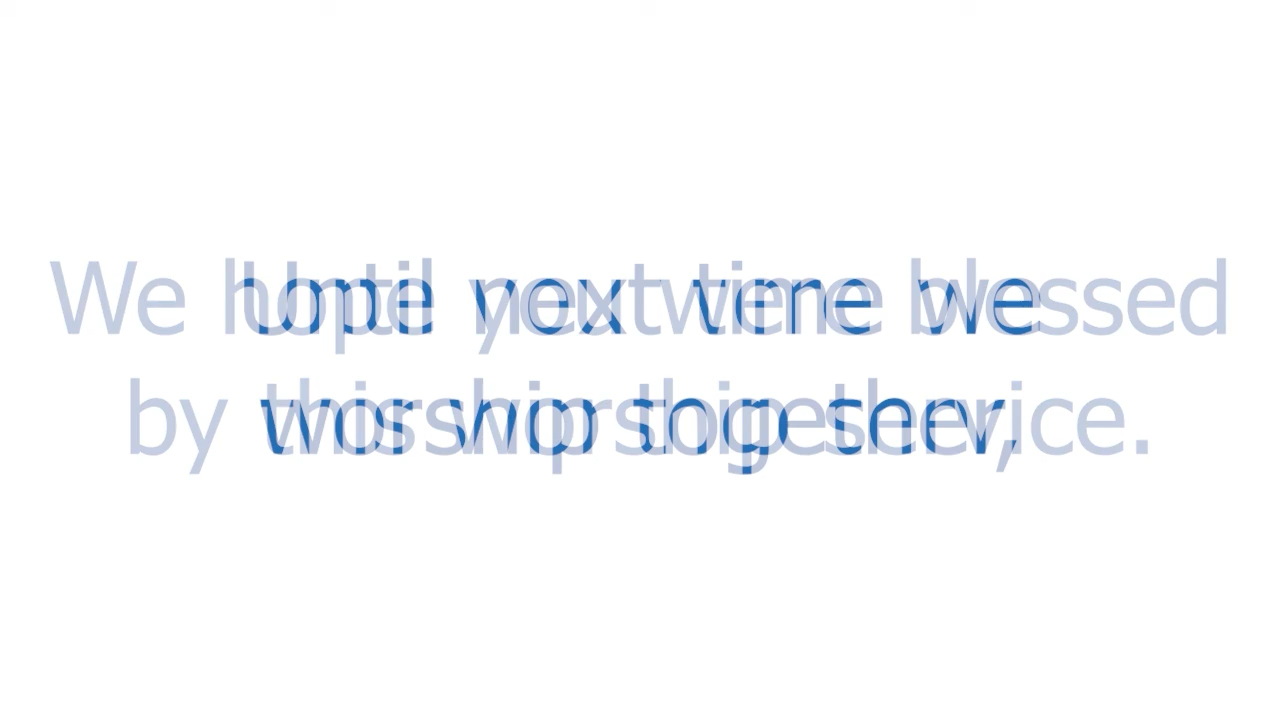 We hope you were blessed
by this worship service.
Until next time we
worship together,